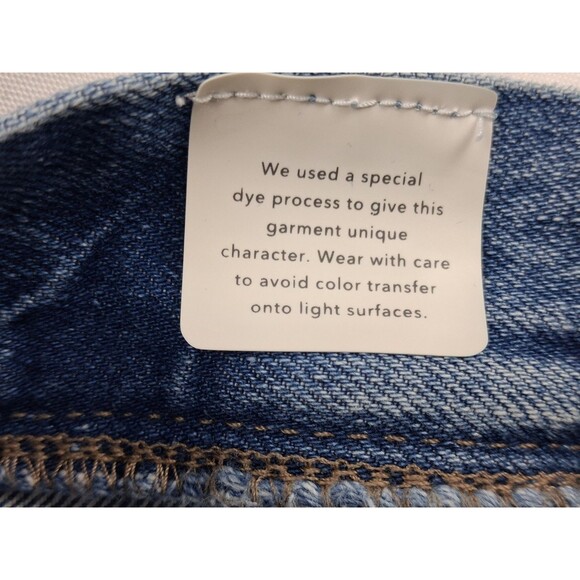 We used a special
dye process to give this
garment unique
character. Wear with care
to avoid color transfer
onto light surfaces.